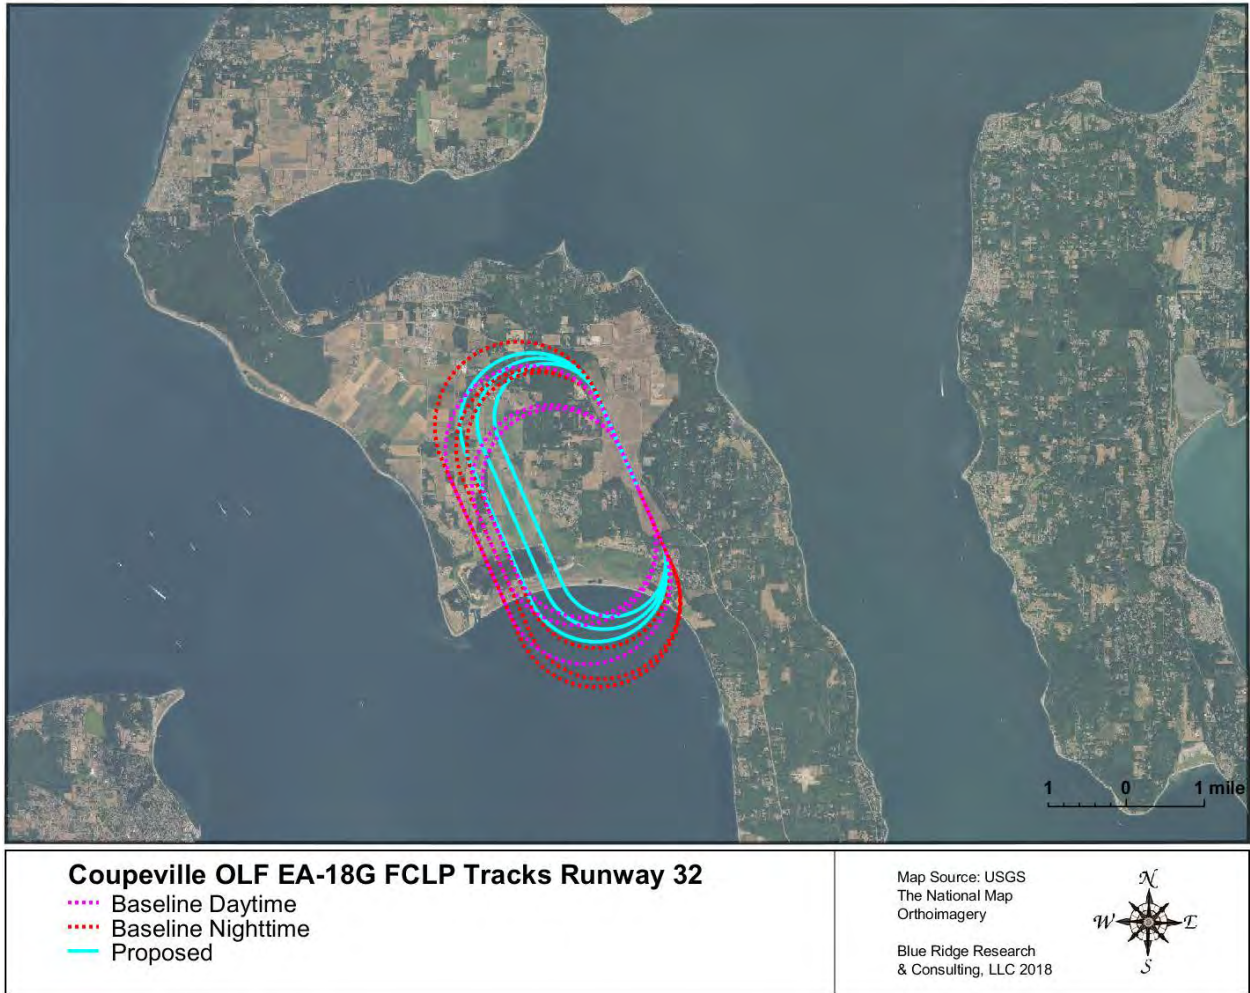 1 0 1 mile
Coupeville OLF EA-18G FCLP Tracks Runway 32
Baseline Daytime
Baseline Nighttime
Proposed
Map Source: USGS
The National Map
Orthoimagery
Blue Ridge Research
& Consulting, LLC 2018
N
W E
S